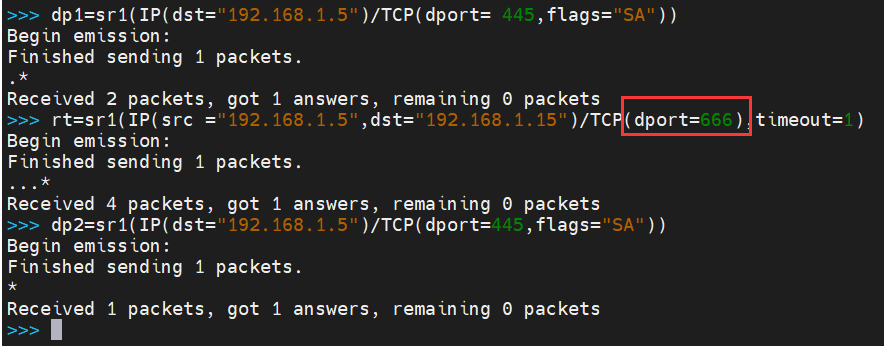 >>> dp1=sr1(IP(dst="192.168.1.5")/TCP(dport= 445,flags="SA"))
Begin emission:
Finished sending 1 packets.
.*
Received 2 packets, got 1 answers, remaining 0 packets
>>> rt=sr1(IP(src ="192.168.1.5",dst="192.168.1.15")/TCP(dport=666),timeout=1)
Begin emission:
Finished sending 1 packets.
...*
Received 4 packets, got 1 answers, remaining 0 packets
>>> dp2=sr1(IP(dst="192.168.1.5")/TCP(dport=445,flags="SA"))
Begin emission:
Finished sending 1 packets.
*
Received 1 packets, got 1 answers, remaining 0 packets
>>>